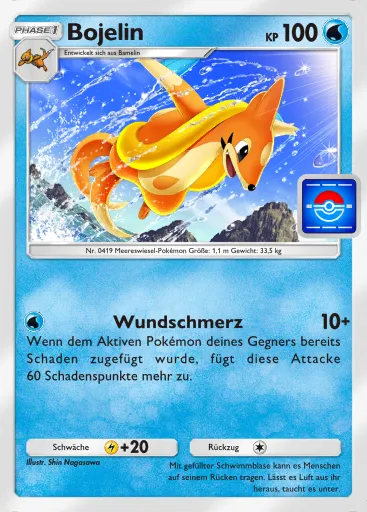 PHASE 1
Bojelin
KP 100
Entwickelt sich aus Bamelin
Nr. 0419 Meereswiesel-Pokémon Größe: 1,1 m Gewicht: 33,5 kg
Wundschmerz 10+
Wenn dem Aktiven Pokémon deines Gegners bereits
Schaden zugefügt wurde, fügt diese Attacke
60 Schadenspunkte mehr zu.
Schwäche +20
Rückzug
Illustr. Shin Nagasawa
Mit gefüllter Schwimmblase kann es Menschen
auf seinem Rücken tragen. Lässt es Luft aus ihr
heraus, taucht es unter.